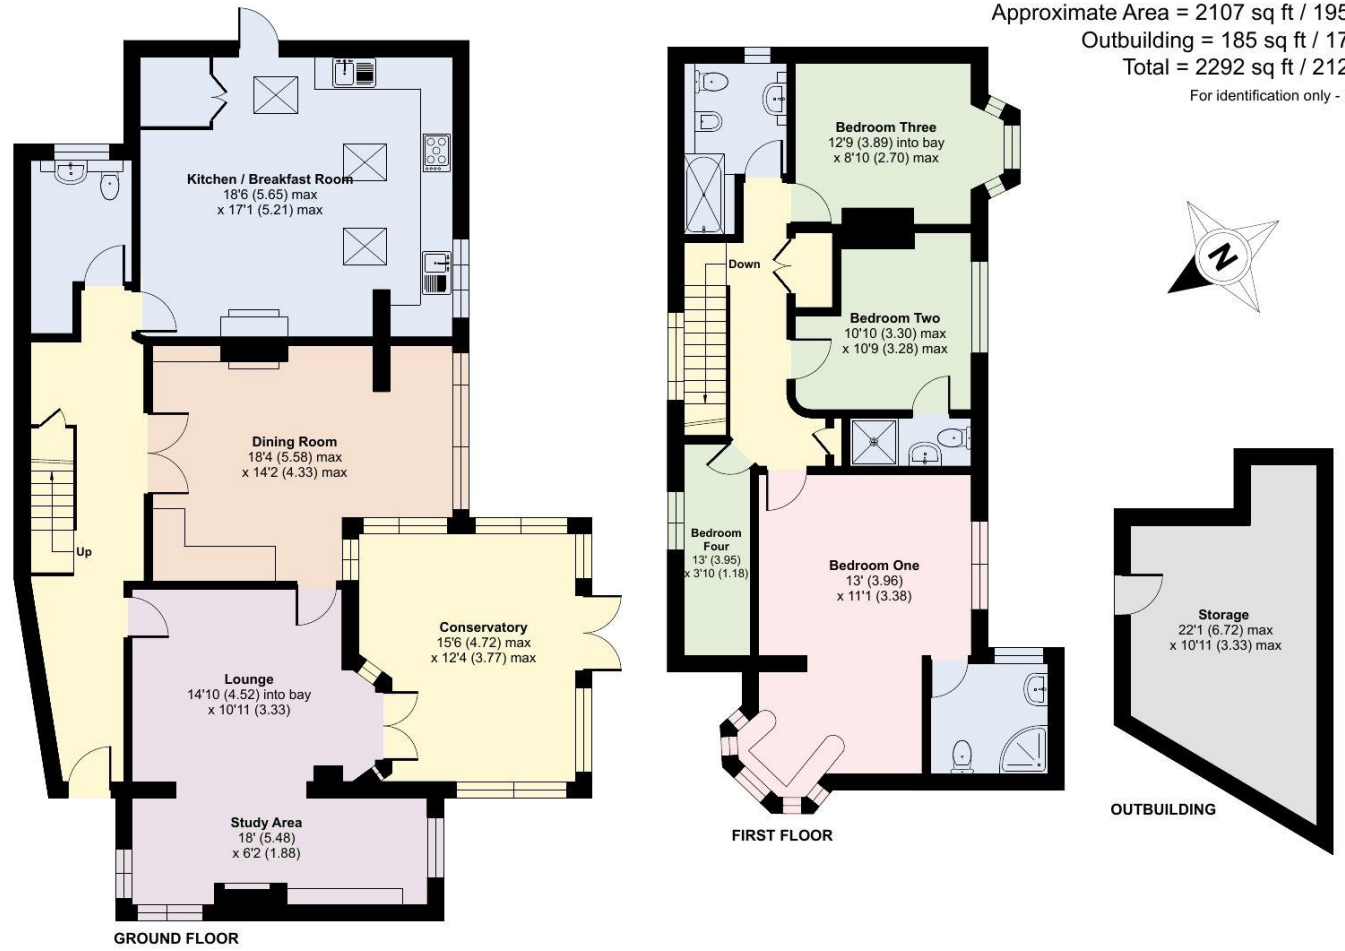 Approximate Area = 2107 sq ft / 195
Outbuilding = 185 sq ft / 17
Total = 2292 sq ft / 212
For identification only -
Kitchen / Breakfast Room
18'6 (5.65) max
x 17'1 (5.21) max
Dining Room
18'4 (5.58) max
x 14'2 (4.33) max
Up
Conservatory
15'6 (4.72) max
x 12'4 (3.77) max
Lounge
14'10 (4.52) into bay
x 10'11 (3.33)
Study Area
18' (5.48)
x 6'2 (1.88)
GROUND FLOOR
Bedroom Three
12'9 (3.89) into bay
x 8'10 (2.70) max
Down
Bedroom Two
10'10 (3.30) max
x 10'9 (3.28) max
Bedroom
Four
13' (3.95)
x 3'10 (1.18)
Bedroom One
13' (3.96)
x 11'1 (3.38)
FIRST FLOOR
N
Storage
22'1 (6.72) max
x 10'11 (3.33) max
OUTBUILDING